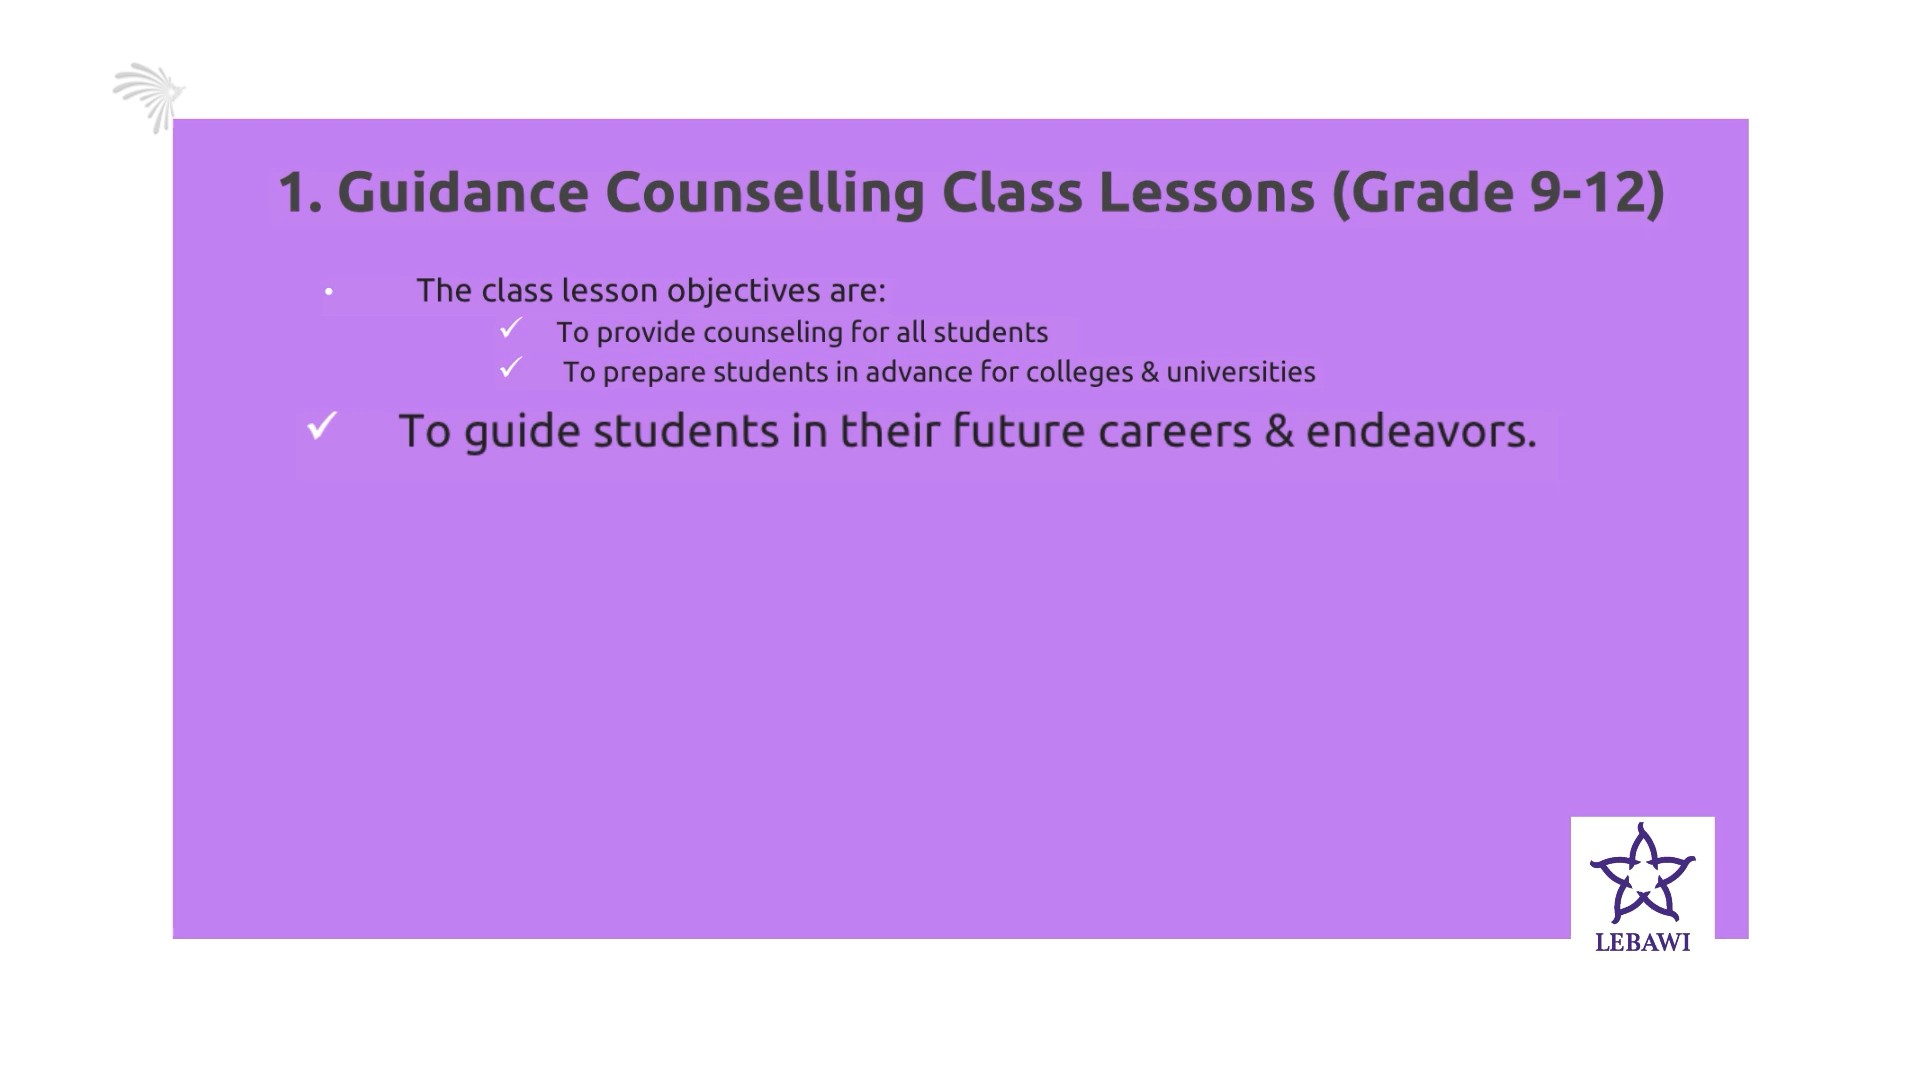 1. Guidance Counselling Class Lessons (Grade 9-12)
• The class lesson objectives are:
✓ To provide counseling for all students
✓ To prepare students in advance for colleges & universities
✓ To guide students in their future careers & endeavors.
LEBAWI